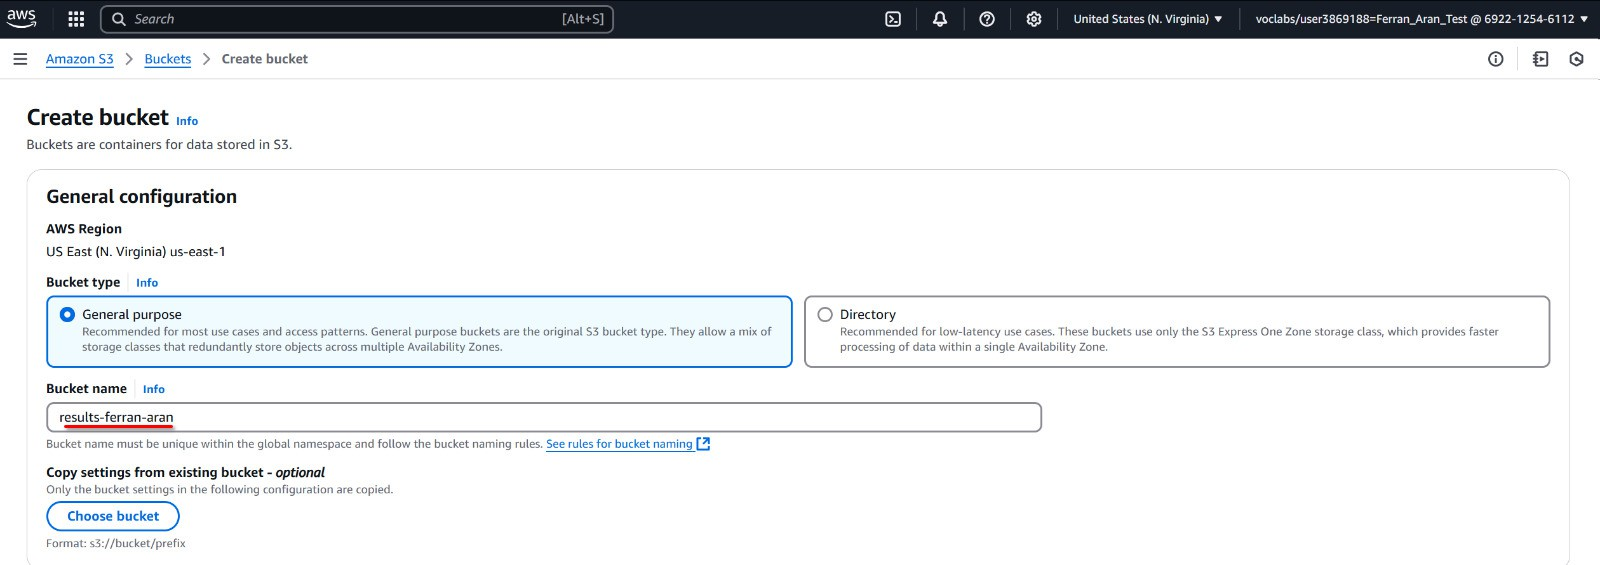 aws
Search [Alt+S] United States (N. Virginia) ▼ voclabs/user3869188=Ferran_Aran_Test @ 6922-1254-6112 ▼
Amazon S3 > Buckets > Create bucket
Create bucket Info
Buckets are containers for data stored in S3.
General configuration
AWS Region
US East (N. Virginia) us-east-1
Bucket type Info
General purpose
Recommended for most use cases and access patterns. General purpose buckets are the original S3 bucket type. They allow a mix of
storage classes that redundantly store objects across multiple Availability Zones.
Directory
Recommended for low-latency use cases. These buckets use only the S3 Express One Zone storage class, which provides faster
processing of data within a single Availability Zone.
Bucket name Info
results-ferran-aran
Bucket name must be unique within the global namespace and follow the bucket naming rules. See rules for bucket naming
Copy settings from existing bucket - optional
Only the bucket settings in the following configuration are copied.
Choose bucket
Format: s3://bucket/prefix